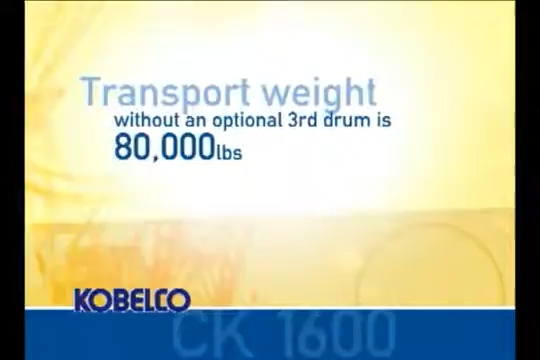 Transport weight
without an optional 3rd drum is
80,000lbs
KOBELCO
CK 1600